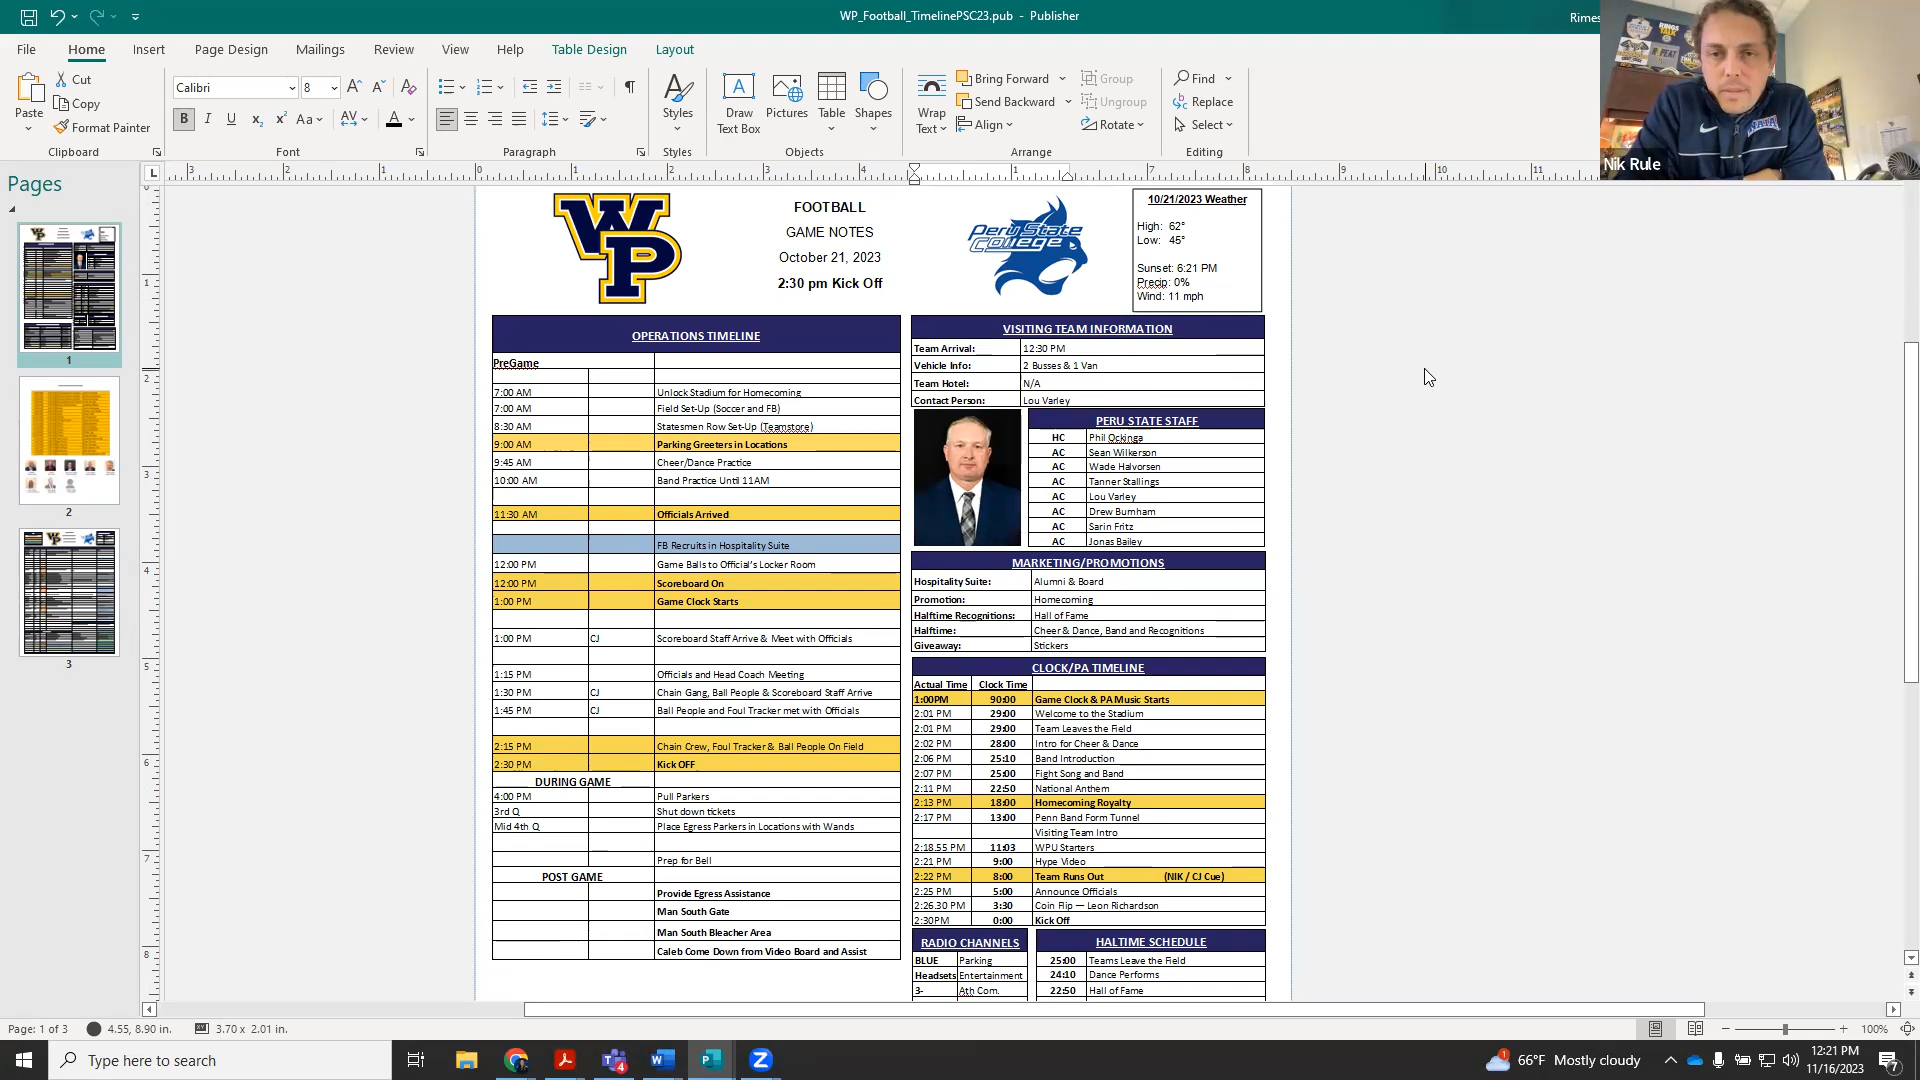 WP_Football_TimelinePSC23.pub - Publisher
Rimes
File Home Insert Page Design Mailings Review View Help Table Design Layout
Paste
Cut
Copy
Format Painter
Clipboard
Calibri 8
B I U
Font
Paragraph
Styles
Styles
Draw Text Box
Pictures
Table
Shapes
Objects
Wrap Text
Bring Forward
Send Backward
Align
Group
Ungroup
Rotate
Arrange
Find
Replace
Select
Editing
Nik Rule
Pages
1
2
3
WP
FOOTBALL
GAME NOTES
October 21, 2023
2:30 pm Kick Off
Peru State College
10/21/2023 Weather
High: 62°
Low: 45°
Sunset: 6:21 PM
Precip: 0%
Wind: 11 mph
OPERATIONS TIMELINE
PreGame
7:00 AM Unlock Stadium for Homecoming
7:00 AM Field Set-Up (Soccer and FB)
8:30 AM Statesmen Row Set-Up (Teamstore)
9:00 AM Parking Greeters in Locations
9:45 AM Cheer/Dance Practice
10:00 AM Band Practice Until 11AM
11:30 AM Officials Arrived
FB Recruits in Hospitality Suite
12:00 PM Game Balls to Official's Locker Room
12:00 PM Scoreboard On
1:00 PM Game Clock Starts
1:00 PM CJ Scoreboard Staff Arrive & Meet with Officials
1:15 PM Officials and Head Coach Meeting
1:30 PM CJ Chain Gang, Ball People & Scoreboard Staff Arrive
1:45 PM CJ Ball People and Foul Tracker met with Officials
2:15 PM Chain Crew, Foul Tracker & Ball People On Field
2:30 PM Kick OFF
DURING GAME
4:00 PM Pull Parkers
3rd Q Shut down tickets
Mid 4th Q Place Egress Parkers in Locations with Wands
Prep for Bell
POST GAME
Provide Egress Assistance
Man South Gate
Man South Bleacher Area
Caleb Come Down from Video Board and Assist
VISITING TEAM INFORMATION
Team Arrival: 12:30 PM
Vehicle Info: 2 Busses & 1 Van
Team Hotel: N/A
Contact Person: Lou Varley
PERU STATE STAFF
HC Phil Ockinga
AC Sean Wilkerson
AC Wade Halvorsen
AC Tanner Stallings
AC Lou Varley
AC Drew Burnham
AC Sarin Fritz
AC Jonas Bailey
MARKETING/PROMOTIONS
Hospitality Suite: Alumni & Board
Promotion: Homecoming
Halftime Recognitions: Hall of Fame
Halftime: Cheer & Dance, Band and Recognitions
Giveaway: Stickers
CLOCK/PA TIMELINE
Actual Time Clock Time
1:00PM 90:00 Game Clock & PA Music Starts
2:01 PM 29:00 Welcome to the Stadium
2:01 PM 29:00 Team Leaves the Field
2:02 PM 28:00 Intro for Cheer & Dance
2:06 PM 25:10 Band Introduction
2:07 PM 25:00 Fight Song and Band
2:11 PM 22:50 National Anthem
2:13 PM 18:00 Homecoming Royalty
2:17 PM 13:00 Penn Band Form Tunnel
Visiting Team Intro
2:18.55 PM 11:03 WPU Starters
2:21 PM 9:00 Hype Video
2:22 PM 8:00 Team Runs Out (NIK / CJ Cue)
2:25 PM 5:00 Announce Officials
2:26.30 PM 3:30 Coin Flip — Leon Richardson
2:30PM 0:00 Kick Off
RADIO CHANNELS
BLUE Parking
Headsets Entertainment
3- Ath Com.
HALTIME SCHEDULE
25:00 Teams Leave the Field
24:10 Dance Performs
22:50 Hall of Fame
Page: 1 of 3 4.55, 8.90 in. 3.70 x 2.01 in. 100%
Type here to search
66°F Mostly cloudy
12:21 PM
11/16/2023